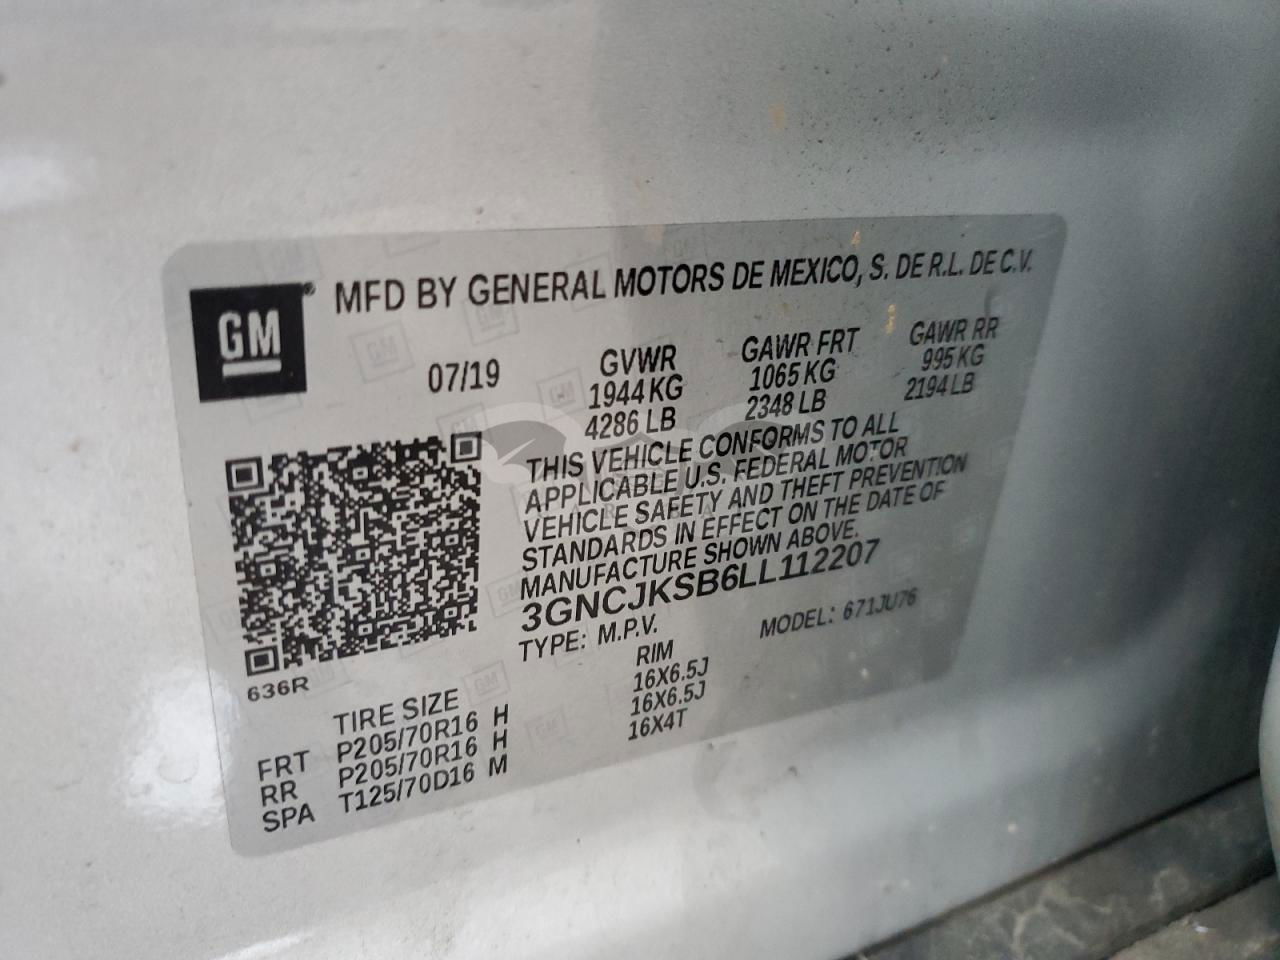 GM
MFD BY GENERAL MOTORS DE MEXICO, S. DE R.L. DE C.V.
07/19 GVWR GAWR FRT GAWR RR
1944 KG 1065 KG 995 KG
4286 LB 2348 LB 2194 LB
THIS VEHICLE CONFORMS TO ALL
APPLICABLE U.S. FEDERAL MOTOR
VEHICLE SAFETY AND THEFT PREVENTION
STANDARDS IN EFFECT ON THE DATE OF
MANUFACTURE SHOWN ABOVE.
3GNCJKSB6LL112207
TYPE: M.P.V. MODEL: 671JU76
636R
TIRE SIZE RIM
FRT P205/70R16 H 16X6.5J
RR P205/70R16 H 16X6.5J
SPA T125/70D16 M 16X4T